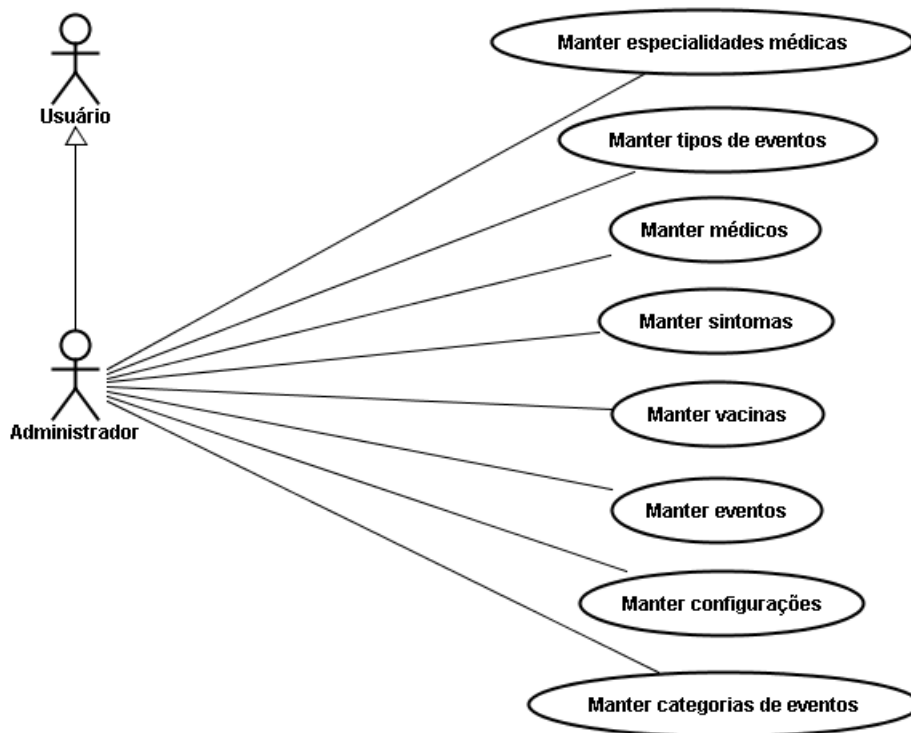 Manter especialidades médicas
Usuário
Manter tipos de eventos
Manter médicos
Manter sintomas
Administrador
Manter vacinas
Manter eventos
Manter configurações
Manter categorias de eventos